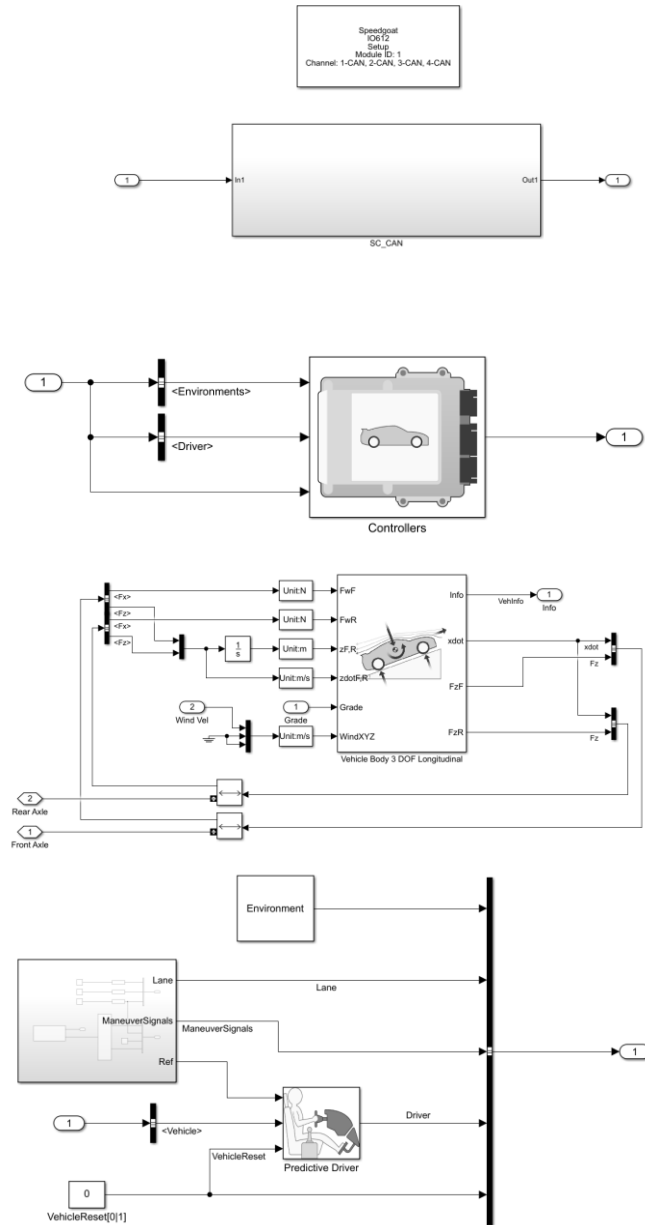 Speedgoat
IO612
Setup
Module ID: 1
Channel: 1-CAN, 2-CAN, 3-CAN, 4-CAN
1
In1
Out1
1
SC_CAN
1
<Environments>
<Driver>
1
Controllers
<Fx>
<Fz>
<Fx>
<Fz>
Unit:N
FwF
Info
VehInfo
1
Info
Unit:N
FwR
1
s
Unit:m
zF,R
xdot
xdot
Unit:m/s
zdotF,R
FzF
Fz
2
Wind Vel
1
Grade
Grade
Unit:m/s
WindXYZ
FzR
Fz
Vehicle Body 3 DOF Longitudinal
2
Rear Axle
1
Front Axle
Environment
Lane
Lane
ManeuverSignals
ManeuverSignals
1
Ref
1
<Vehicle>
Driver
VehicleReset
Predictive Driver
0
VehicleReset[0|1]